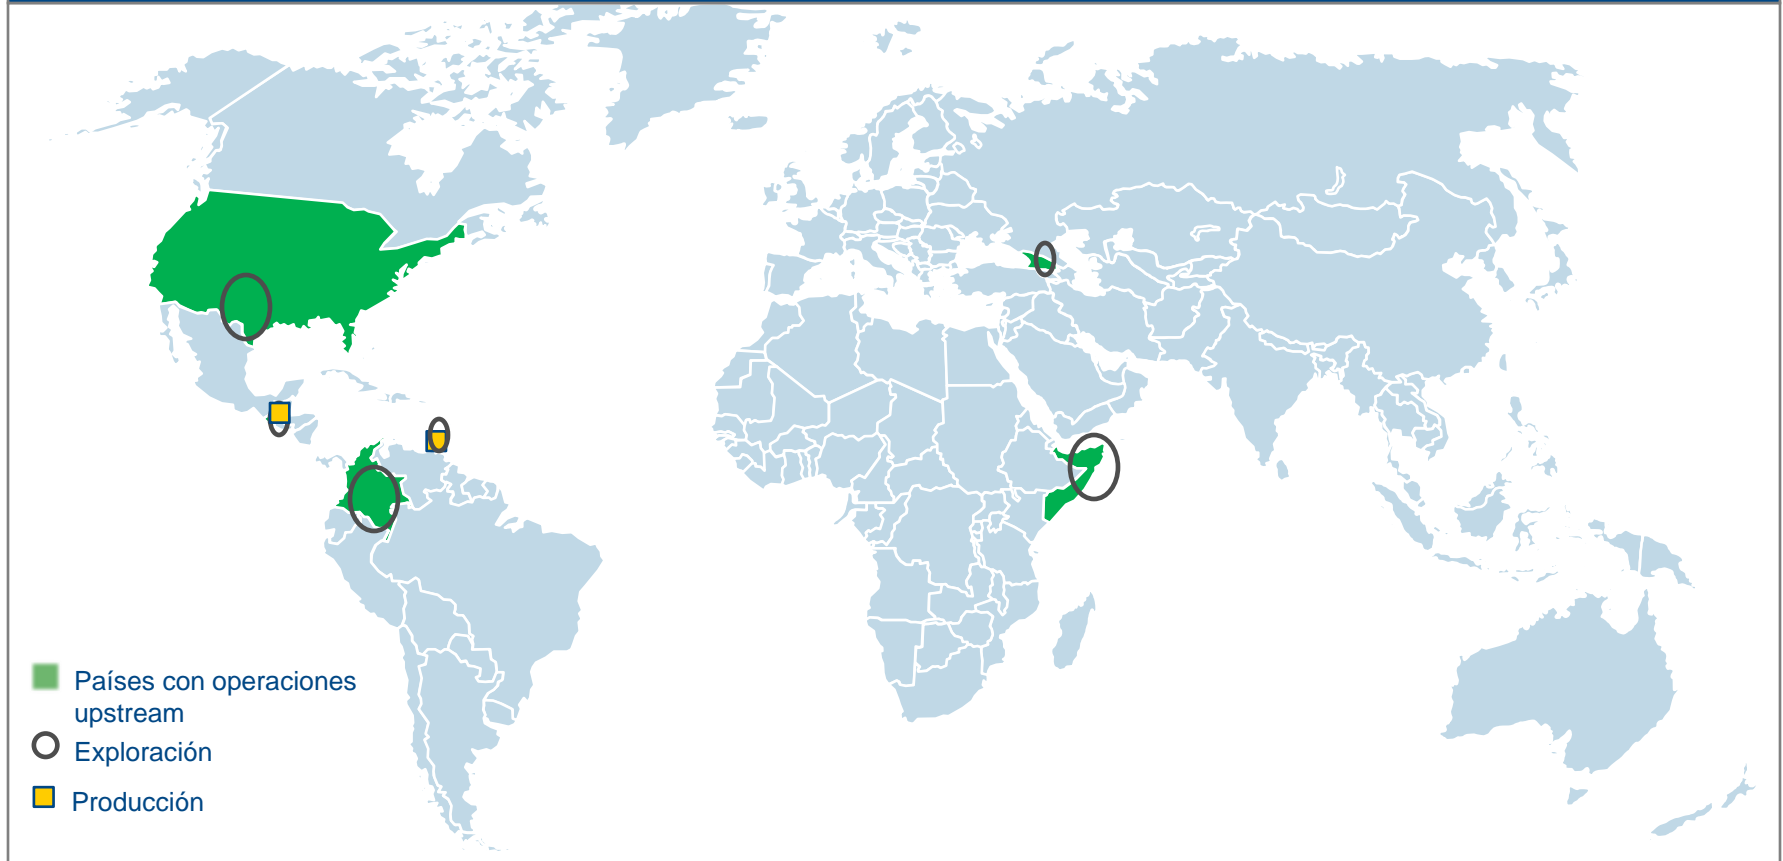 Países con operaciones
upstream
Exploración
Producción